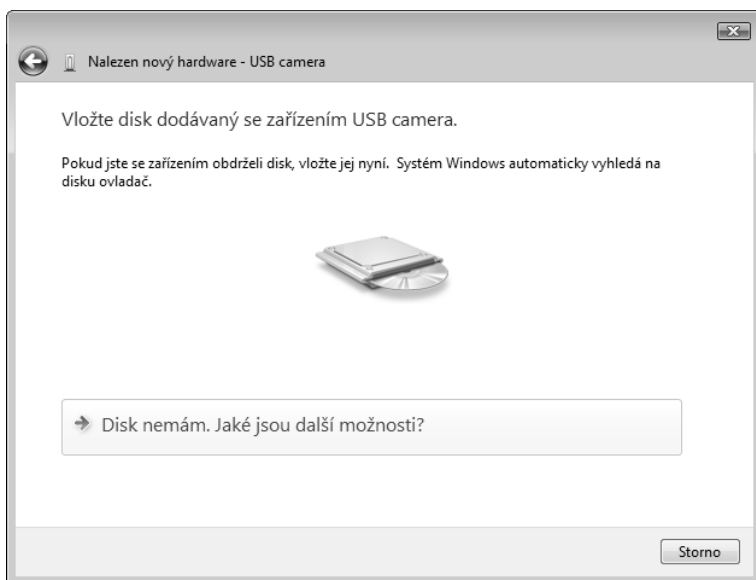 Nalezen nový hardware - USB camera
Vložte disk dodávaný se zařízením USB camera.
Pokud jste se zařízením obdrželi disk, vložte jej nyní. Systém Windows automaticky vyhledá na
disku ovladač.
Disk nemám. Jaké jsou další možnosti?
Storno